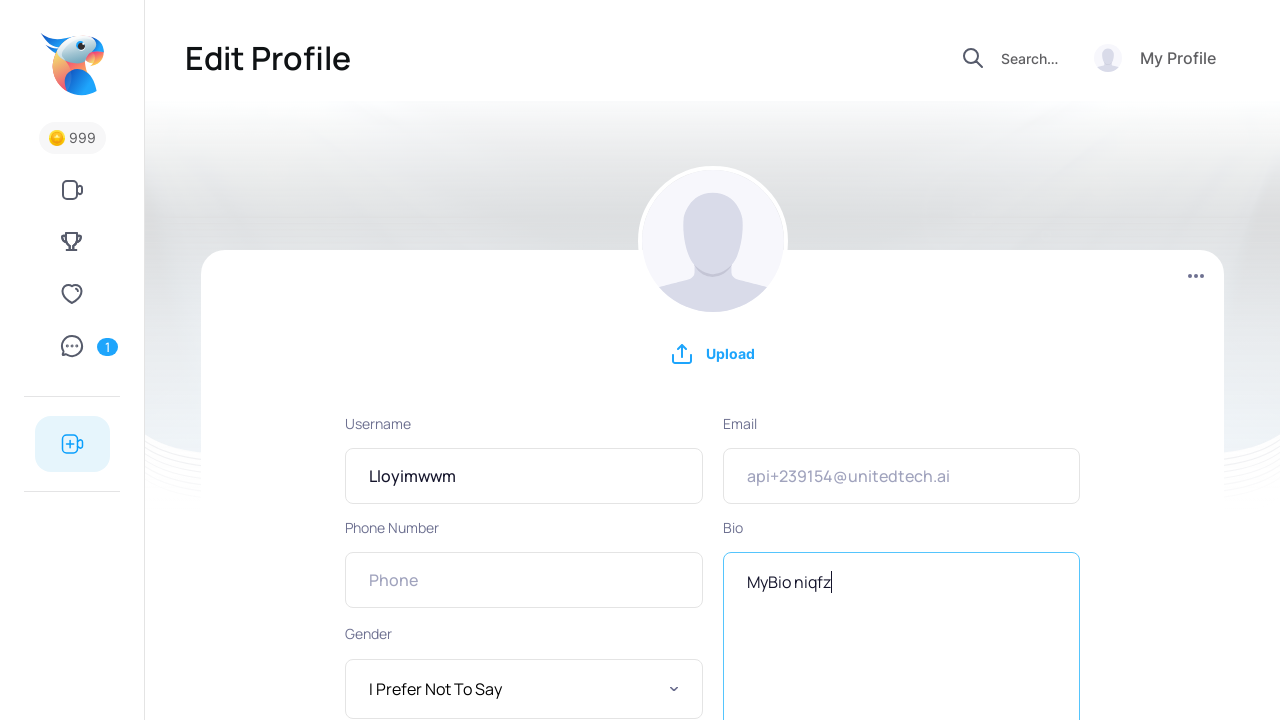 Edit Profile
Search...
My Profile
999
1
Upload
Username
Email
Lloyimwwm
api+239154@unitedtech.ai
Phone Number
Bio
Phone
MyBio niqfz
Gender
I Prefer Not To Say